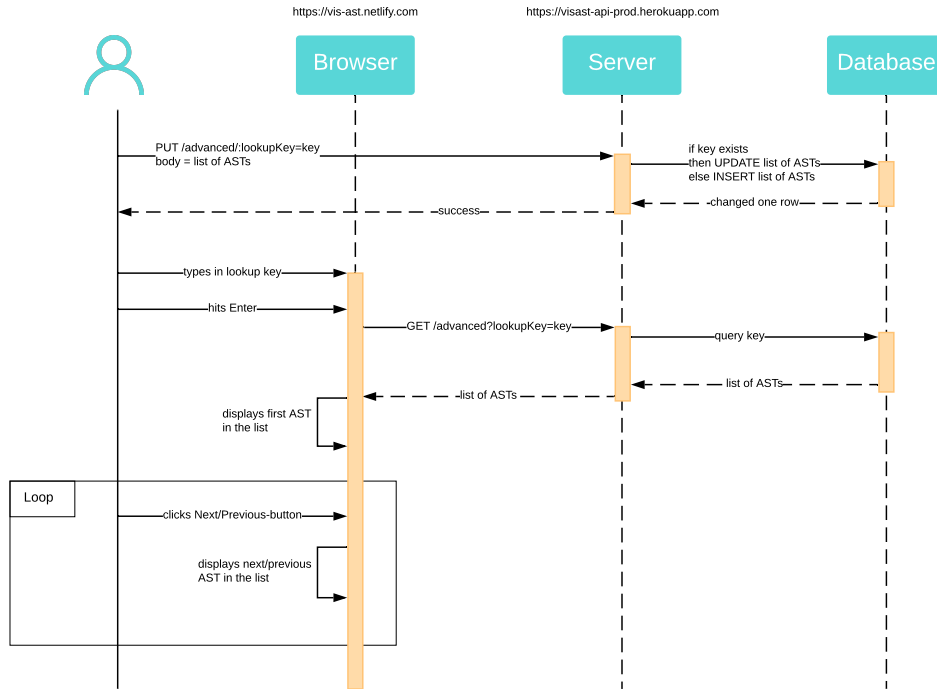 https://vis-ast.netlify.com
https://visast-api-prod.herokuapp.com
Browser
Server
Database
PUT /advanced/:lookupKey=key
body = list of ASTs
if key exists
then UPDATE list of ASTs
else INSERT list of ASTs
changed one row
success
types in lookup key
hits Enter
GET /advanced?lookupKey=key
query key
list of ASTs
list of ASTs
displays first AST
in the list
Loop
clicks Next/Previous-button
displays next/previous
AST in the list